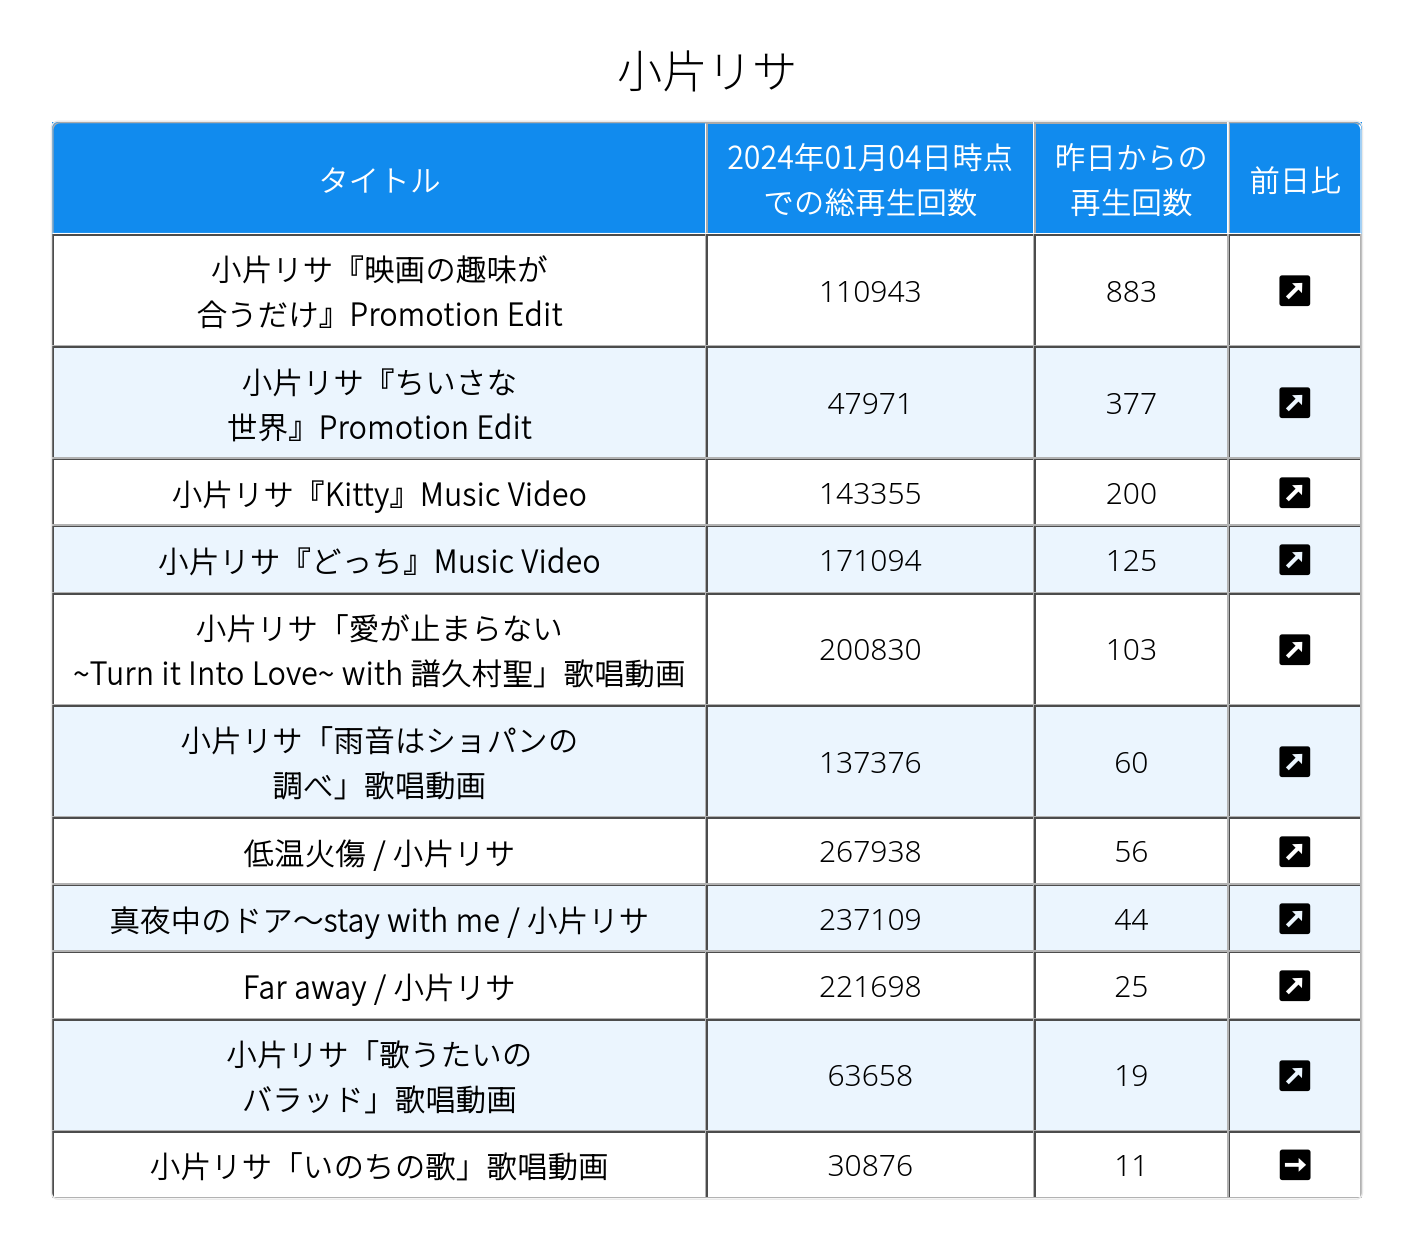 小片リサ
タイトル
2024年01月04日時点
での総再生回数
昨日からの
再生回数
前日比
小片リサ『映画の趣味が
合うだけ』Promotion Edit
110943
883
小片リサ『ちいさな
世界』Promotion Edit
47971
377
小片リサ『Kitty』Music Video
143355
200
小片リサ『どっち』Music Video
171094
125
小片リサ「愛が止まらない
~Turn it Into Love~ with 譜久村聖」歌唱動画
200830
103
小片リサ「雨音はショパンの
調べ」歌唱動画
137376
60
低温火傷 / 小片リサ
267938
56
真夜中のドア〜stay with me / 小片リサ
237109
44
Far away / 小片リサ
221698
25
小片リサ「歌うたいの
バラッド」歌唱動画
63658
19
小片リサ「いのちの歌」歌唱動画
30876
11